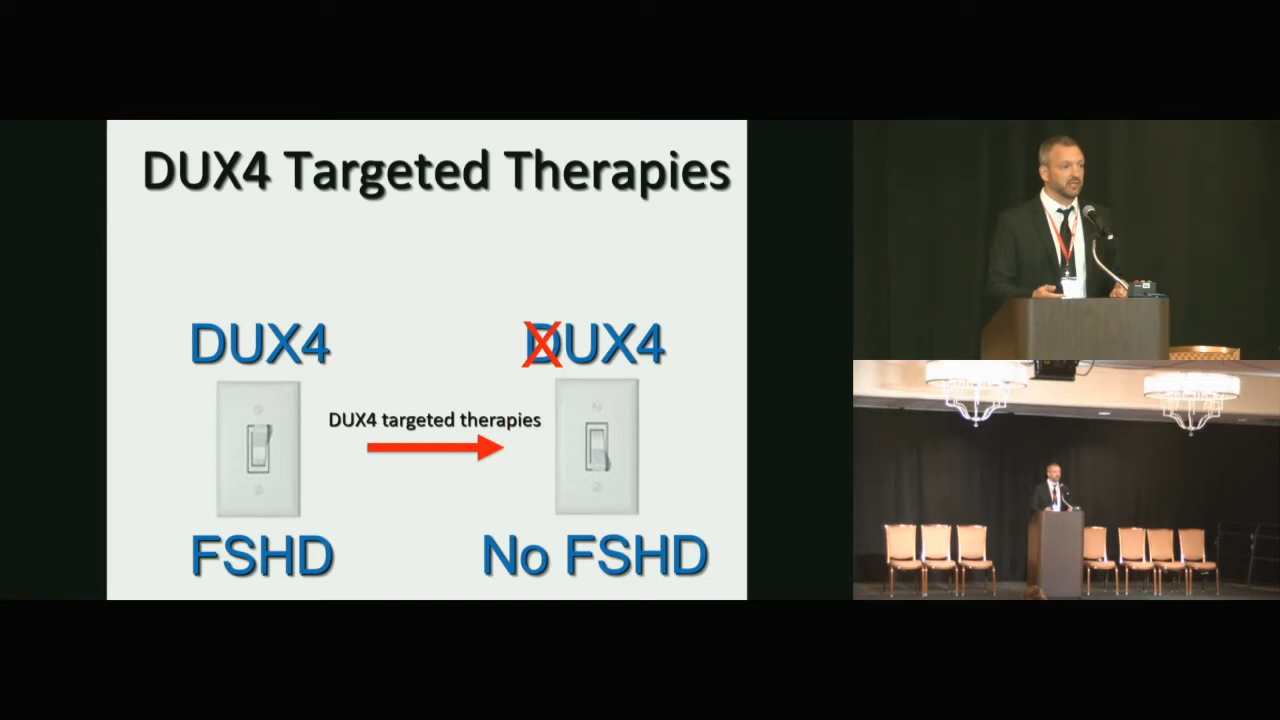 DUX4 Targeted Therapies
DUX4
DUX4
DUX4 targeted therapies
FSHD
No FSHD